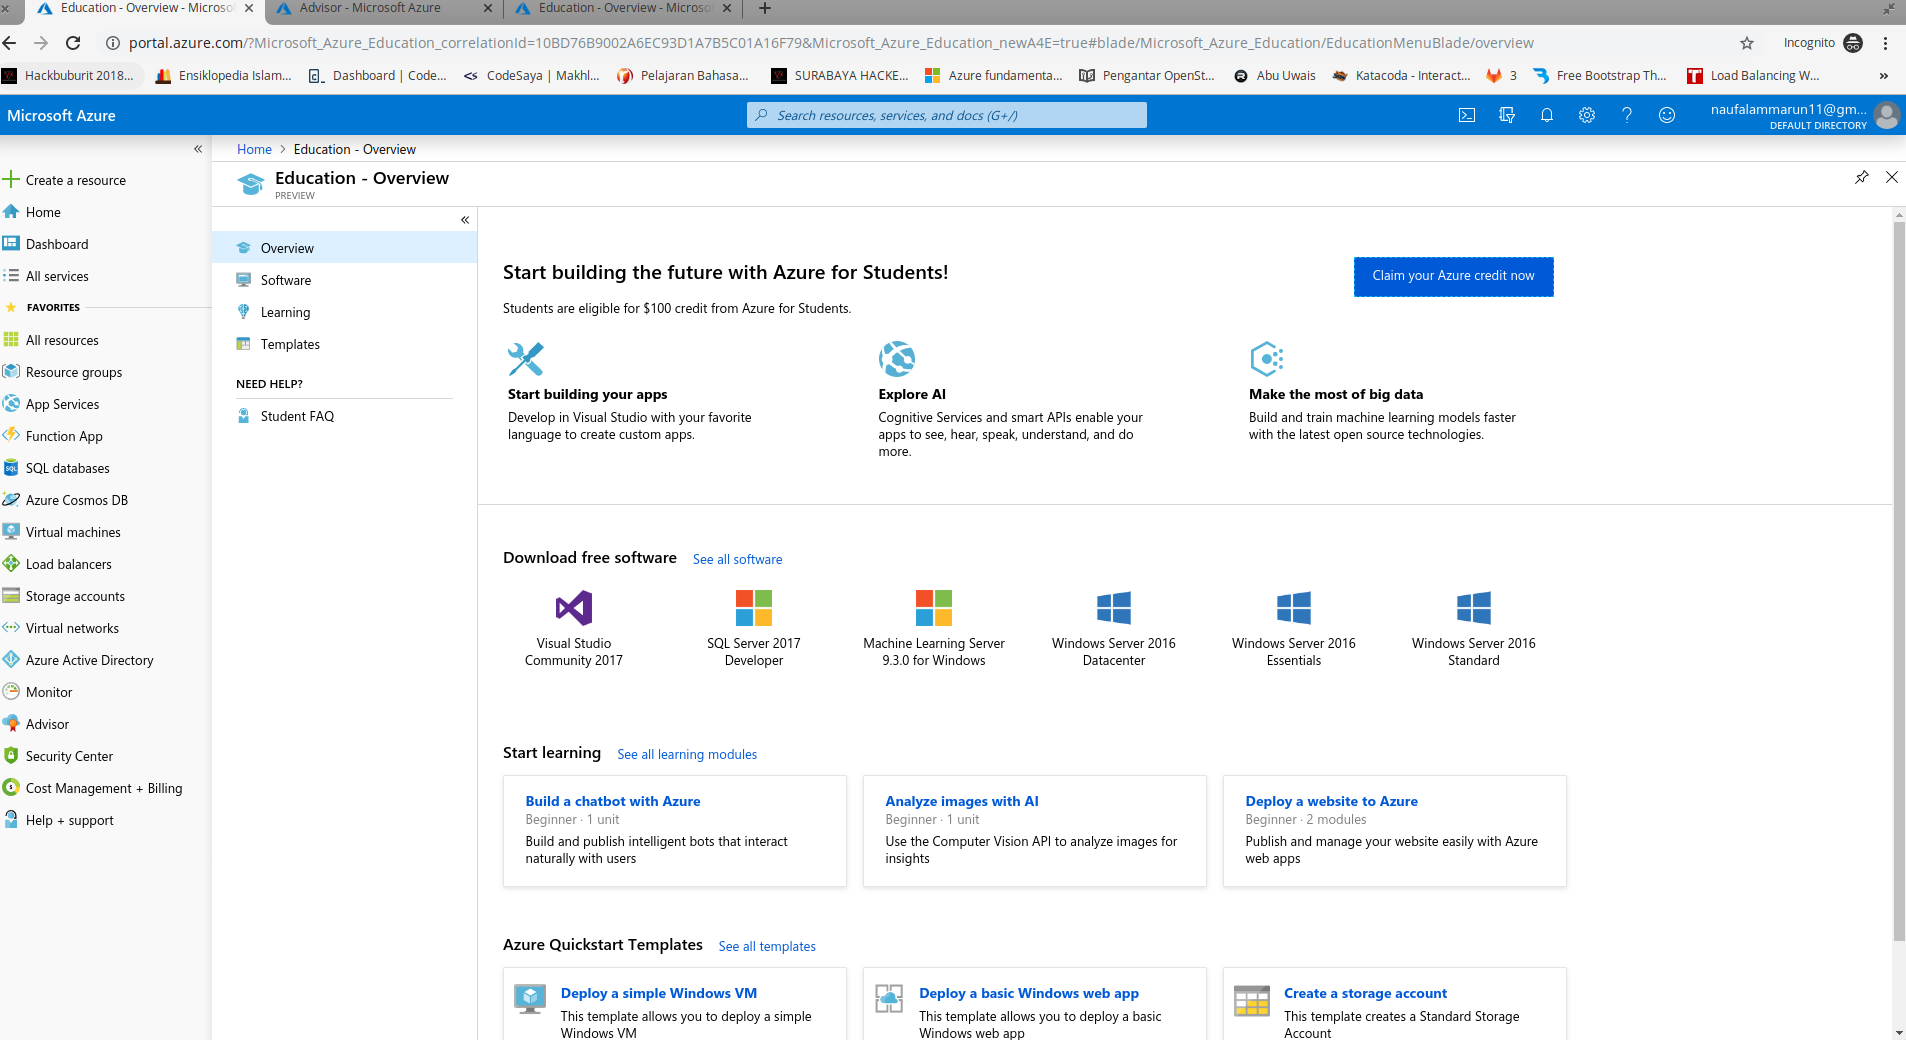 Education - Overview - Microso
Advisor - Microsoft Azure
Education - Overview - Microso
portal.azure.com/?Microsoft_Azure_Education_correlationId=10BD76B9002A6EC93D1A7B5C01A16F79&Microsoft_Azure_Education_newA4E=true#blade/Microsoft_Azure_Education/EducationMenuBlade/overview
Incognito
Hackbuburit 2018...
Ensiklopedia Islam...
Dashboard | Code...
CodeSaya | Makhl...
Pelajaran Bahasa...
SURABAYA HACKE...
Azure fundamenta...
Pengantar OpenSt...
Abu Uwais
Katacoda - Interact...
3
Free Bootstrap Th...
Load Balancing W...
»
Microsoft Azure
Search resources, services, and docs (G+/)
naufalammarun11@gm...
DEFAULT DIRECTORY
«
Create a resource
Home
Dashboard
All services
FAVORITES
All resources
Resource groups
App Services
Function App
SQL databases
Azure Cosmos DB
Virtual machines
Load balancers
Storage accounts
Virtual networks
Azure Active Directory
Monitor
Advisor
Security Center
Cost Management + Billing
Help + support
Home > Education - Overview
Education - Overview
PREVIEW
«
Overview
Software
Learning
Templates
NEED HELP?
Student FAQ
Start building the future with Azure for Students!
Claim your Azure credit now
Students are eligible for $100 credit from Azure for Students.
Start building your apps
Develop in Visual Studio with your favorite
language to create custom apps.
Explore AI
Cognitive Services and smart APIs enable your
apps to see, hear, speak, understand, and do
more.
Make the most of big data
Build and train machine learning models faster
with the latest open source technologies.
Download free software
See all software
Visual Studio
Community 2017
SQL Server 2017
Developer
Machine Learning Server
9.3.0 for Windows
Windows Server 2016
Datacenter
Windows Server 2016
Essentials
Windows Server 2016
Standard
Start learning
See all learning modules
Build a chatbot with Azure
Beginner · 1 unit
Build and publish intelligent bots that interact
naturally with users
Analyze images with AI
Beginner · 1 unit
Use the Computer Vision API to analyze images for
insights
Deploy a website to Azure
Beginner · 2 modules
Publish and manage your website easily with Azure
web apps
Azure Quickstart Templates
See all templates
Deploy a simple Windows VM
This template allows you to deploy a simple
Windows VM
Deploy a basic Windows web app
This template allows you to deploy a basic
Windows web app
Create a storage account
This template creates a Standard Storage
Account